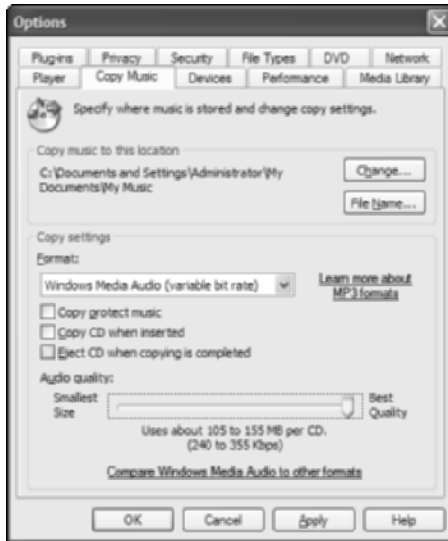 Options
Plugins Privacy Security File Types DVD Network
Player Copy Music Devices Performance Media Library
Specify where music is stored and change copy settings.
Copy music to this location
C:\Documents and Settings\Administrator\My
Documents\My Music
Change...
File Name...
Copy settings
Format:
Windows Media Audio (variable bit rate)
Learn more about
MP3 formats
Copy protect music
Copy CD when inserted
Eject CD when copying is completed
Audio quality:
Smallest
Size
Best
Quality
Uses about 105 to 155 MB per CD.
(240 to 355 Kbps)
Compare Windows Media Audio to other formats
OK Cancel Apply Help